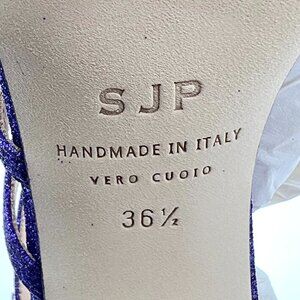 SJP
HANDMADE IN ITALY
VERO CUOIO
36½